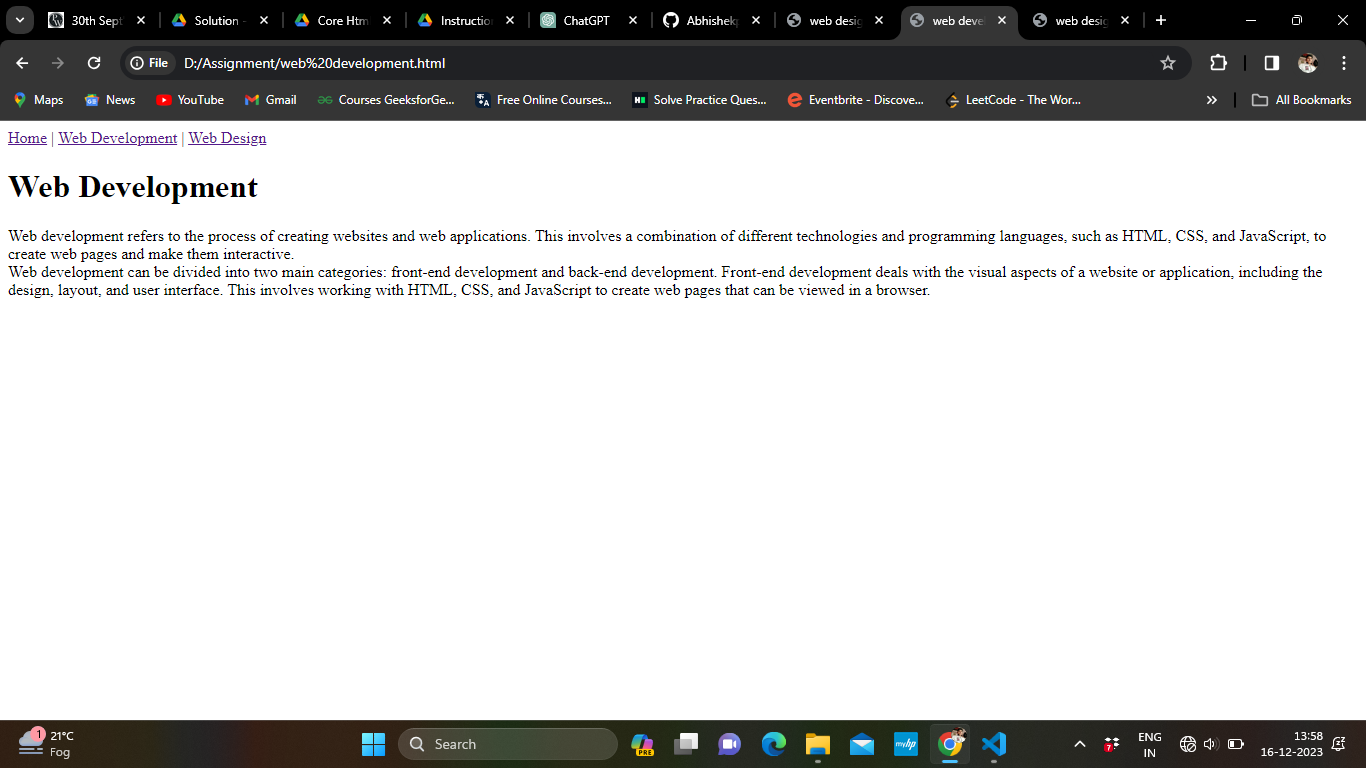 30th Sept
Solution -
Core Htm
Instruction
ChatGPT
Abhishek
web desig
web deve
web desig
File D:/Assignment/web%20development.html
Maps
News
YouTube
Gmail
Courses GeeksforGe...
Free Online Courses...
Solve Practice Ques...
Eventbrite - Discove...
LeetCode - The Wor...
All Bookmarks
Home | Web Development | Web Design
Web Development
Web development refers to the process of creating websites and web applications. This involves a combination of different technologies and programming languages, such as HTML, CSS, and JavaScript, to
create web pages and make them interactive.
Web development can be divided into two main categories: front-end development and back-end development. Front-end development deals with the visual aspects of a website or application, including the
design, layout, and user interface. This involves working with HTML, CSS, and JavaScript to create web pages that can be viewed in a browser.
1
21°C
Fog
Search
PRE
myhp
7
ENG
IN
13:58
16-12-2023